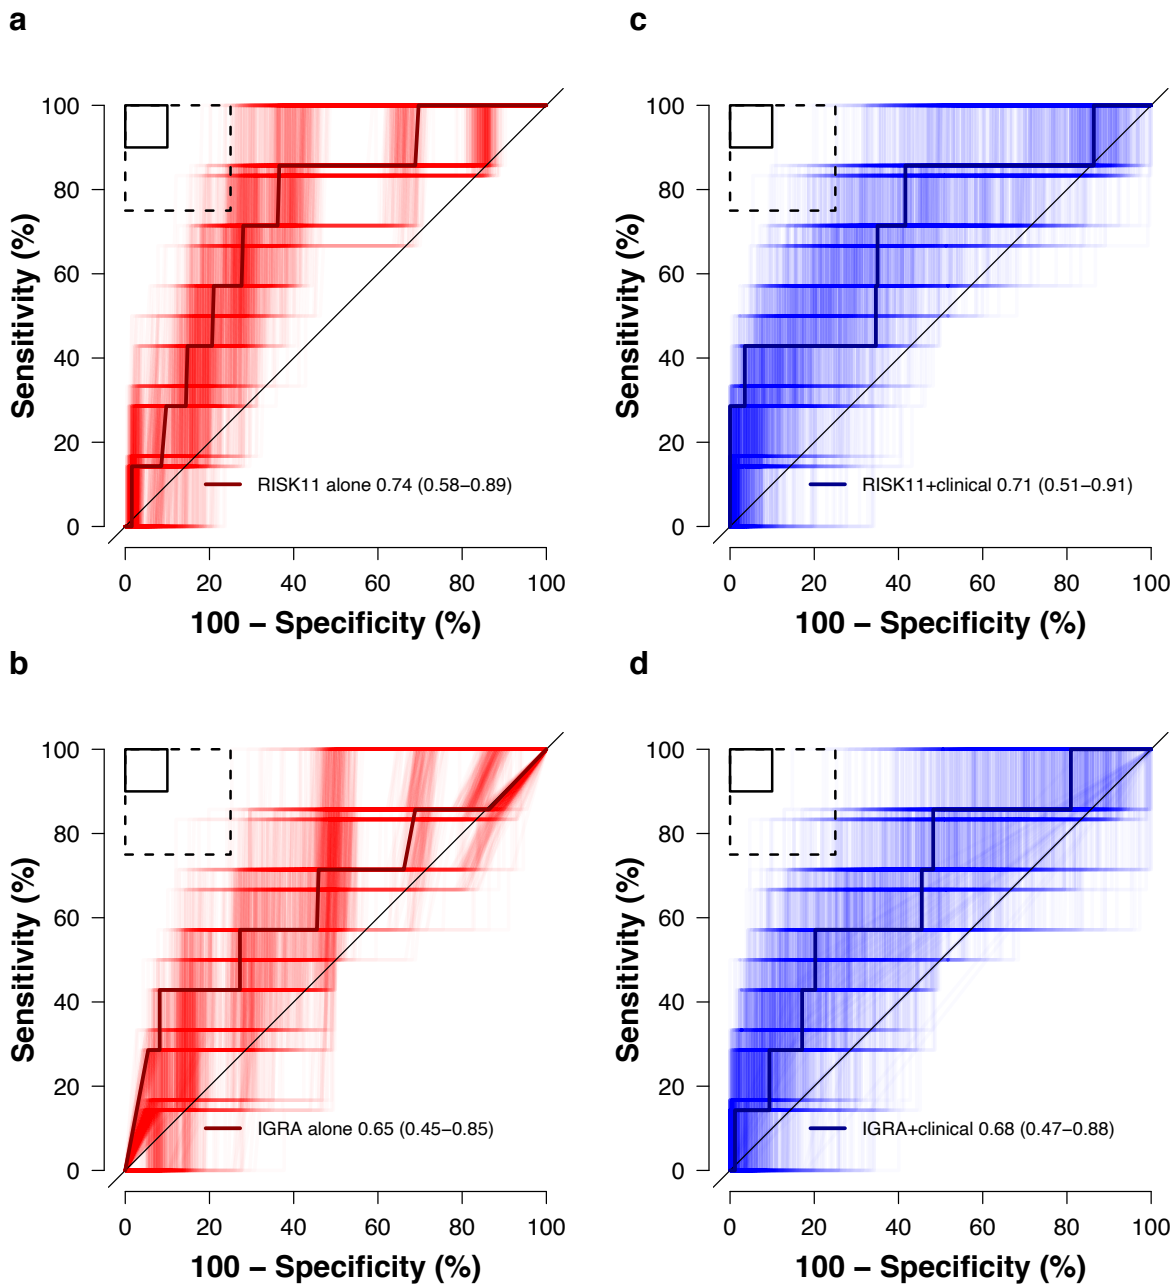 a
100
80
60
40
20
0
Sensitivity (%)
RISK11 alone 0.74 (0.58−0.89)
0 20 40 60 80 100
100 − Specificity (%)
c
100
80
60
40
20
0
Sensitivity (%)
RISK11+clinical 0.71 (0.51−0.91)
0 20 40 60 80 100
100 − Specificity (%)
b
100
80
60
40
20
0
Sensitivity (%)
IGRA alone 0.65 (0.45−0.85)
0 20 40 60 80 100
100 − Specificity (%)
d
100
80
60
40
20
0
Sensitivity (%)
IGRA+clinical 0.68 (0.47−0.88)
0 20 40 60 80 100
100 − Specificity (%)